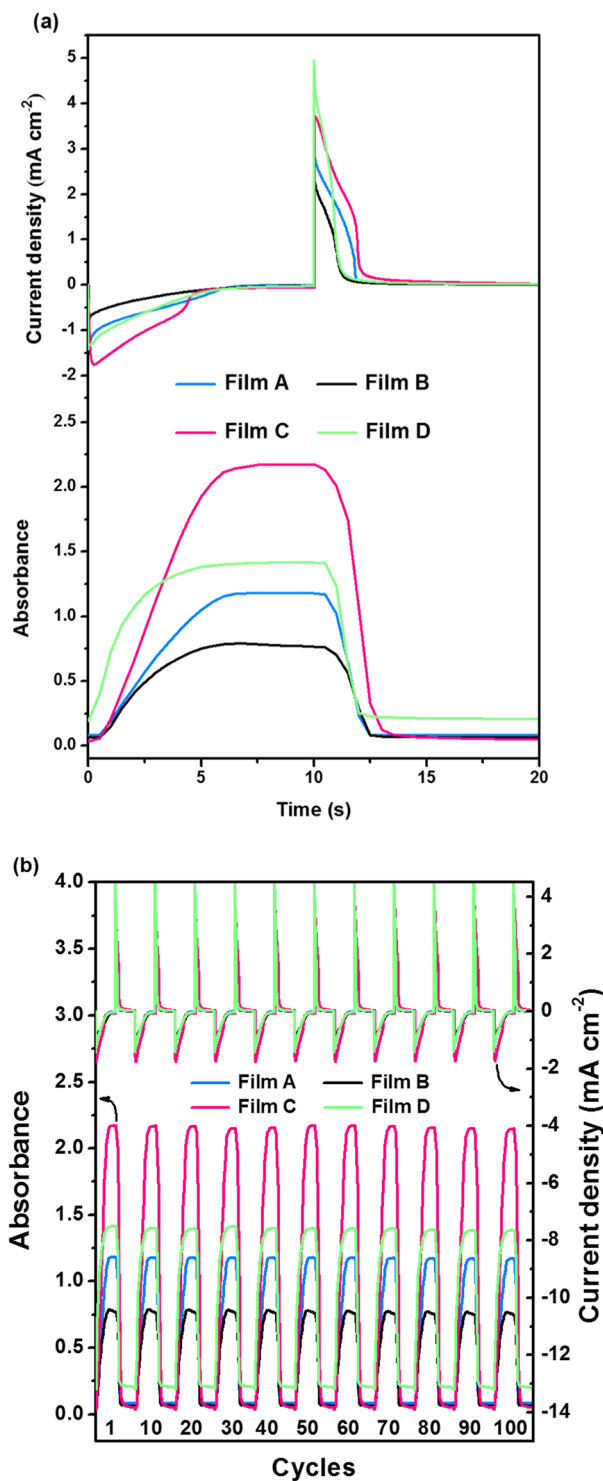 (a)
Current density (mA cm-2)
5
4
3
2
1
0
-1
-2
Film A
Film B
Film C
Film D
Absorbance
2.5
2.0
1.5
1.0
0.5
0.0
0
5
10
15
20
Time (s)
(b)
Absorbance
4.0
3.5
3.0
2.5
2.0
1.5
1.0
0.5
0.0
Film A
Film B
Film C
Film D
4
2
0
-2
-4
-6
-8
-10
-12
-14
Current density (mA cm-2)
1 10 20 30 40 50 60 70 80 90 100
Cycles